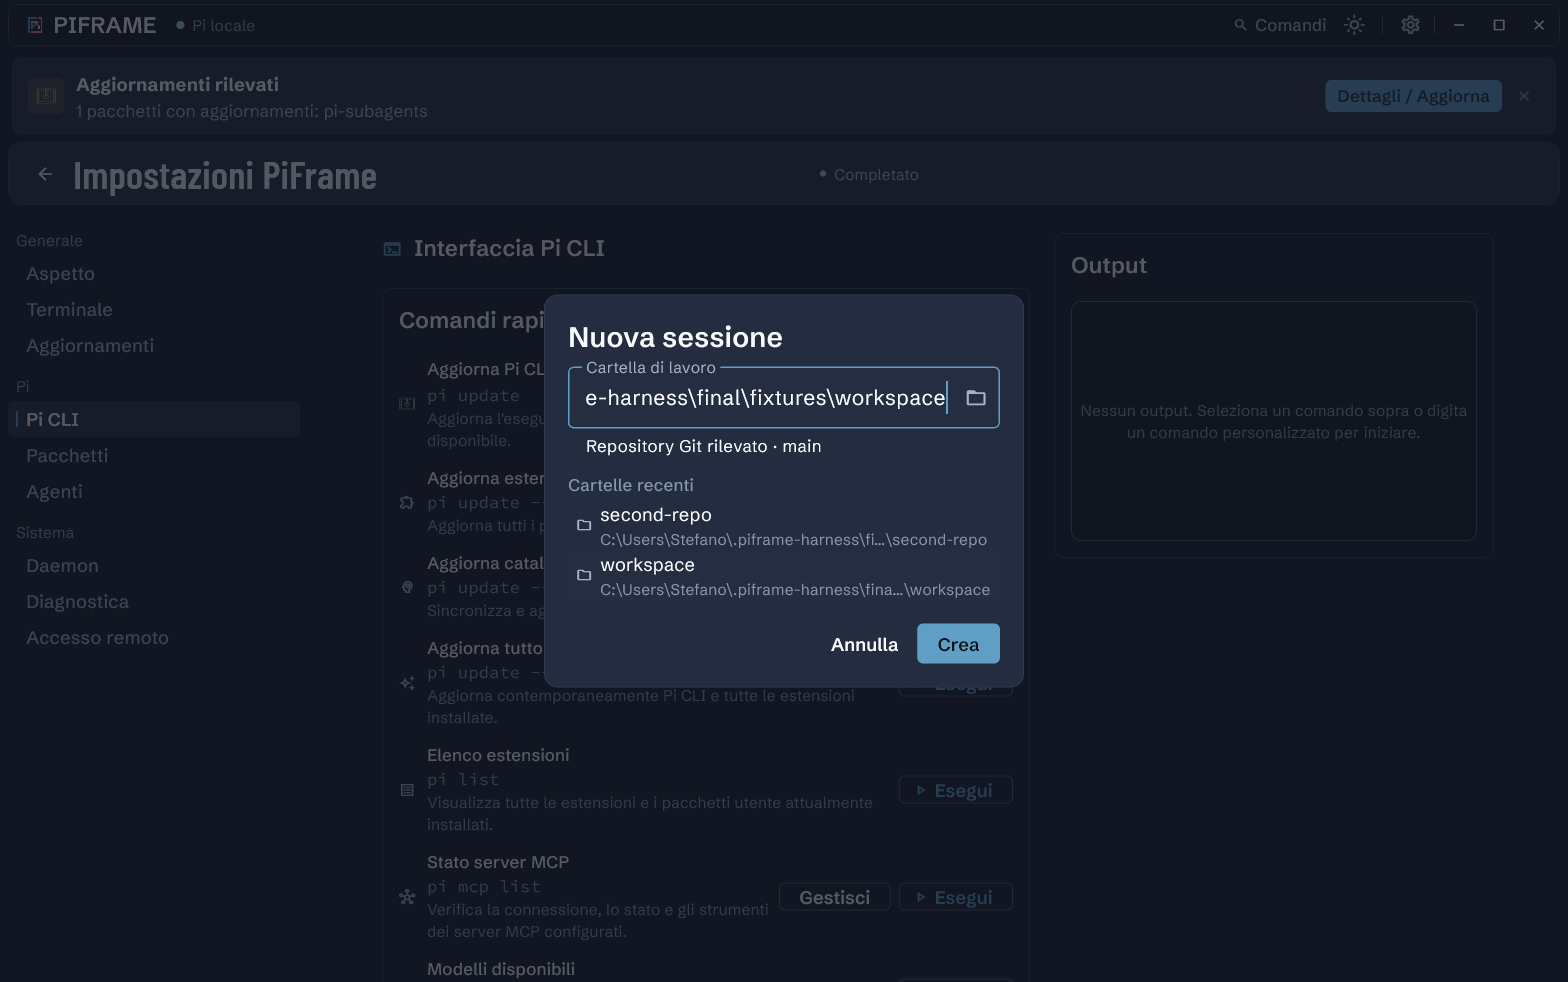 PIFRAME
Pi locale
Comandi
Aggiornamenti rilevati
1 pacchetti con aggiornamenti: pi-subagents
Dettagli / Aggiorna
Impostazioni PiFrame
Completato
Generale
Aspetto
Terminale
Aggiornamenti
Pi
Pi CLI
Pacchetti
Agenti
Sistema
Daemon
Diagnostica
Accesso remoto
Interfaccia Pi CLI
Comandi rapi
Aggiorna Pi CL
pi update
Aggiorna l'esegu
disponibile.
Aggiorna ester
pi update --
Aggiorna tutti i p
Aggiorna catal
pi update --
Sincronizza e ag
Aggiorna tutto
pi update --
Aggiorna contemporaneamente Pi CLI e tutte le estensioni
installate.
Esegui
Elenco estensioni
pi list
Visualizza tutte le estensioni e i pacchetti utente attualmente
installati.
Esegui
Stato server MCP
pi mcp list
Verifica la connessione, lo stato e gli strumenti
dei server MCP configurati.
Gestisci
Esegui
Modelli disponibili
Nuova sessione
Cartella di lavoro
e-harness\final\fixtures\workspace
Repository Git rilevato · main
Cartelle recenti
second-repo
C:\Users\Stefano\.piframe-harness\fi...\second-repo
workspace
C:\Users\Stefano\.piframe-harness\fina...\workspace
Annulla
Crea
Output
Nessun output. Seleziona un comando sopra o digita
un comando personalizzato per iniziare.